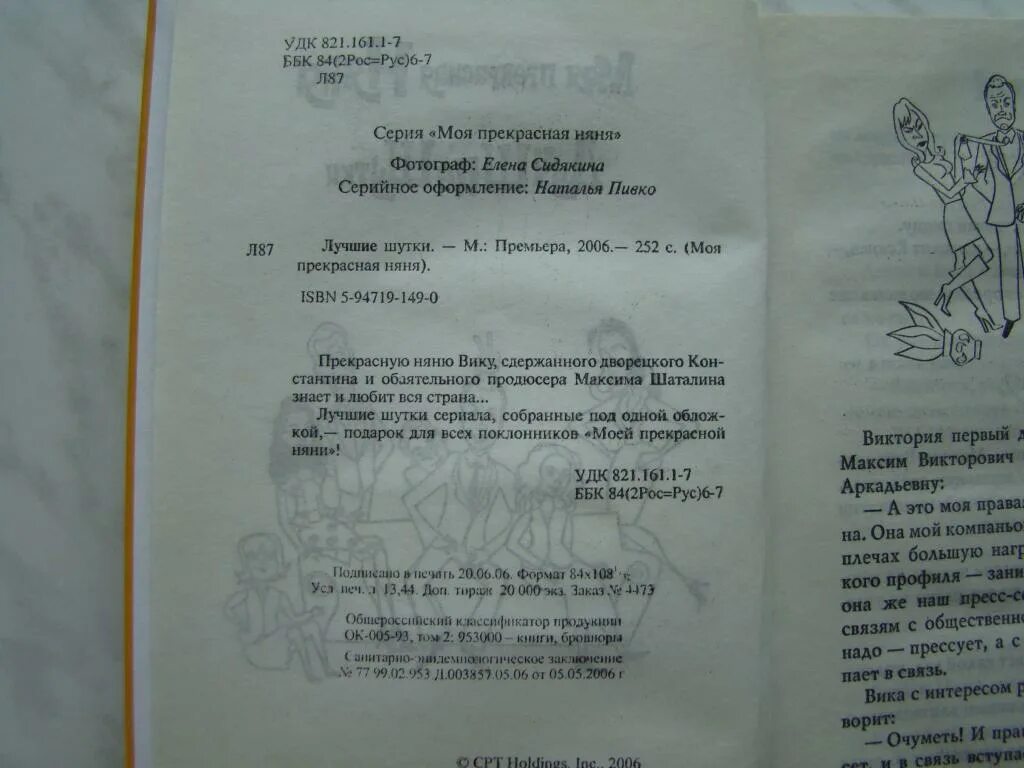 УДК 821.161.1-7
ББК 84(2Рос=Рус)6-7
Л87
Серия «Моя прекрасная няня»
Фотограф: Елена Сидякина
Серийное оформление: Наталья Пивко
Л87 Лучшие шутки. — М.: Премьера, 2006.— 252 с. (Моя
прекрасная няня).
ISBN 5-94719-149-0
Прекрасную няню Вику, сдержанного дворецкого Кон-
стантина и обаятельного продюсера Максима Шаталина
знает и любит вся страна...
Лучшие шутки сериала, собранные под одной облож-
кой,— подарок для всех поклонников «Моей прекрасной
няни»!
УДК 821.161.1-7
ББК 84(2Рос=Рус)6-7
Подписано в печать 20.06.06. Формат 84х108
Усл. печ. л. 13,44. Доп. тираж 20 000 экз. Заказ № 4473
Общероссийский классификатор продукции
ОК-005-93, том 2: 953000 – книги, брошюры
Санитарно-эпидемиологическое заключение
№ 77.99.02.953.Д.003857.05.06 от 05.05.2006 г
© CPT Holdings, Inc., 2006
Виктория первый д
Максим Викторович
Аркадьевну:
— А это моя права
на. Она мой компаньо
плечах большую нагр
кого профиля — зани
она же наш пресс-се
связям с общественно
надо — прессует, а с
пает в связь.
Вика с интересом р
ворит:
— Очуметь! И пра
сет, и в связь вступа